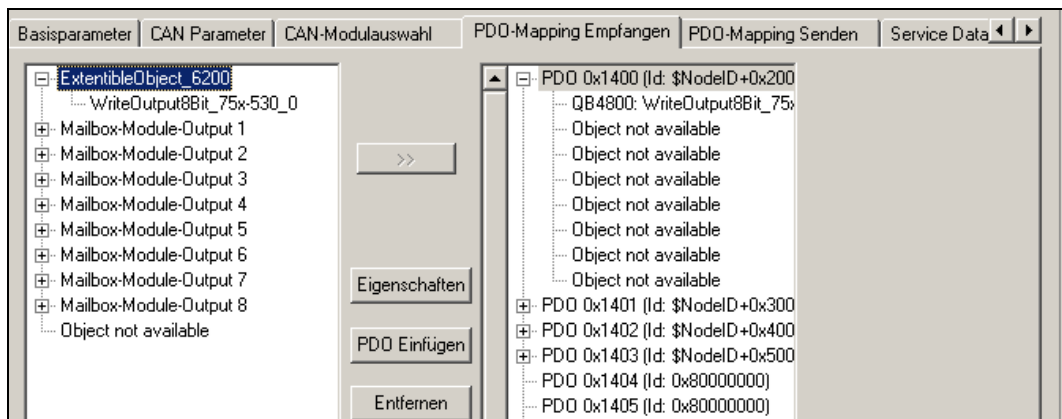 Basisparameter CAN Parameter CAN-Modulauswahl PDO-Mapping Empfangen PDO-Mapping Senden Service Data
ExtentibleObject_6200
WriteOutput8Bit_75x-530_0
Mailbox-Module-Output 1
Mailbox-Module-Output 2
Mailbox-Module-Output 3
Mailbox-Module-Output 4
Mailbox-Module-Output 5
Mailbox-Module-Output 6
Mailbox-Module-Output 7
Mailbox-Module-Output 8
Object not available
>>
Eigenschaften
PDO Einfügen
Entfernen
PDO 0x1400 (Id: $NodeID+0x200
QB4800: WriteOutput8Bit_75x
Object not available
Object not available
Object not available
Object not available
Object not available
Object not available
Object not available
PDO 0x1401 (Id: $NodeID+0x300
PDO 0x1402 (Id: $NodeID+0x400
PDO 0x1403 (Id: $NodeID+0x500
PDO 0x1404 (Id: 0x80000000)
PDO 0x1405 (Id: 0x80000000)